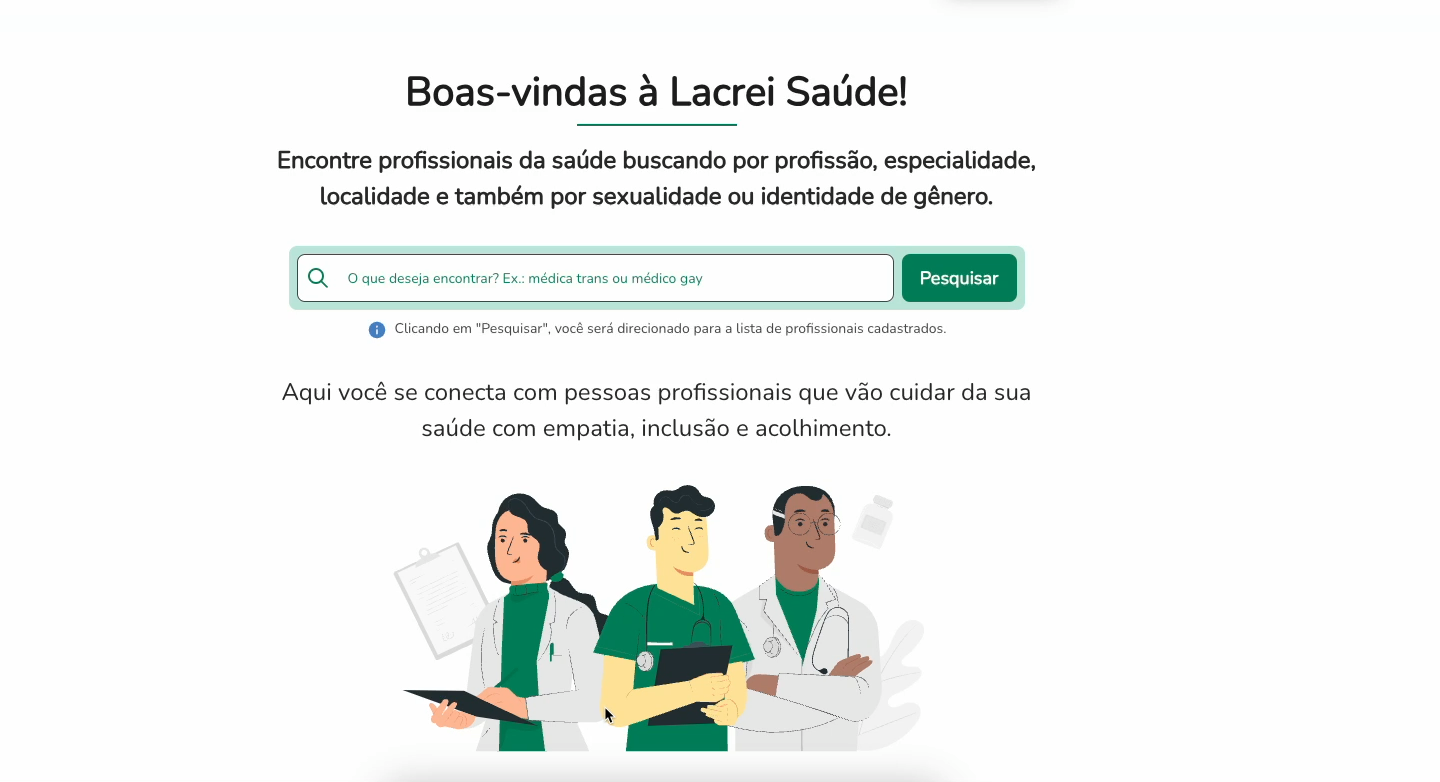 Boas-vindas à Lacrei Saúde!
Encontre profissionais da saúde buscando por profissão, especialidade,
localidade e também por sexualidade ou identidade de gênero.
O que deseja encontrar? Ex.: médica trans ou médico gay
Pesquisar
Clicando em "Pesquisar", você será direcionado para a lista de profissionais cadastrados.
Aqui você se conecta com pessoas profissionais que vão cuidar da sua
saúde com empatia, inclusão e acolhimento.